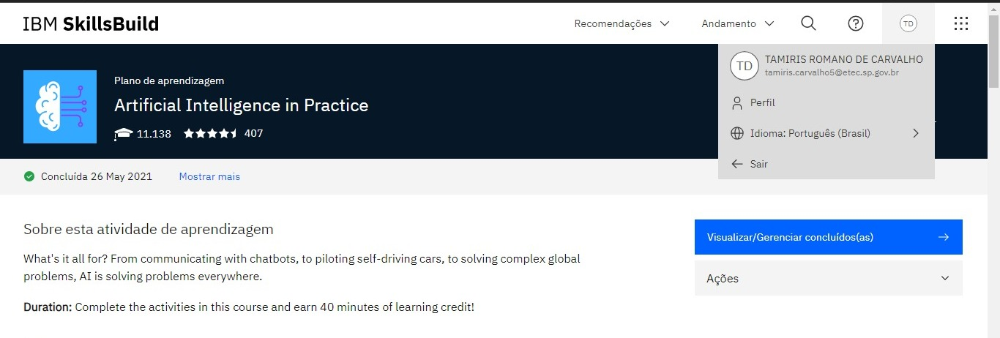 IBM SkillsBuild
Recomendações
Andamento
TD
TD
TAMIRIS ROMANO DE CARVALHO
tamiris.carvalho5@etec.sp.gov.br
Perfil
Idioma: Português (Brasil)
Sair
Plano de aprendizagem
Artificial Intelligence in Practice
11.138
407
Concluída 26 May 2021
Mostrar mais
Sobre esta atividade de aprendizagem
What's it all for? From communicating with chatbots, to piloting self-driving cars, to solving complex global
problems, AI is solving problems everywhere.
Duration: Complete the activities in this course and earn 40 minutes of learning credit!
Visualizar/Gerenciar concluídos(as)
Ações